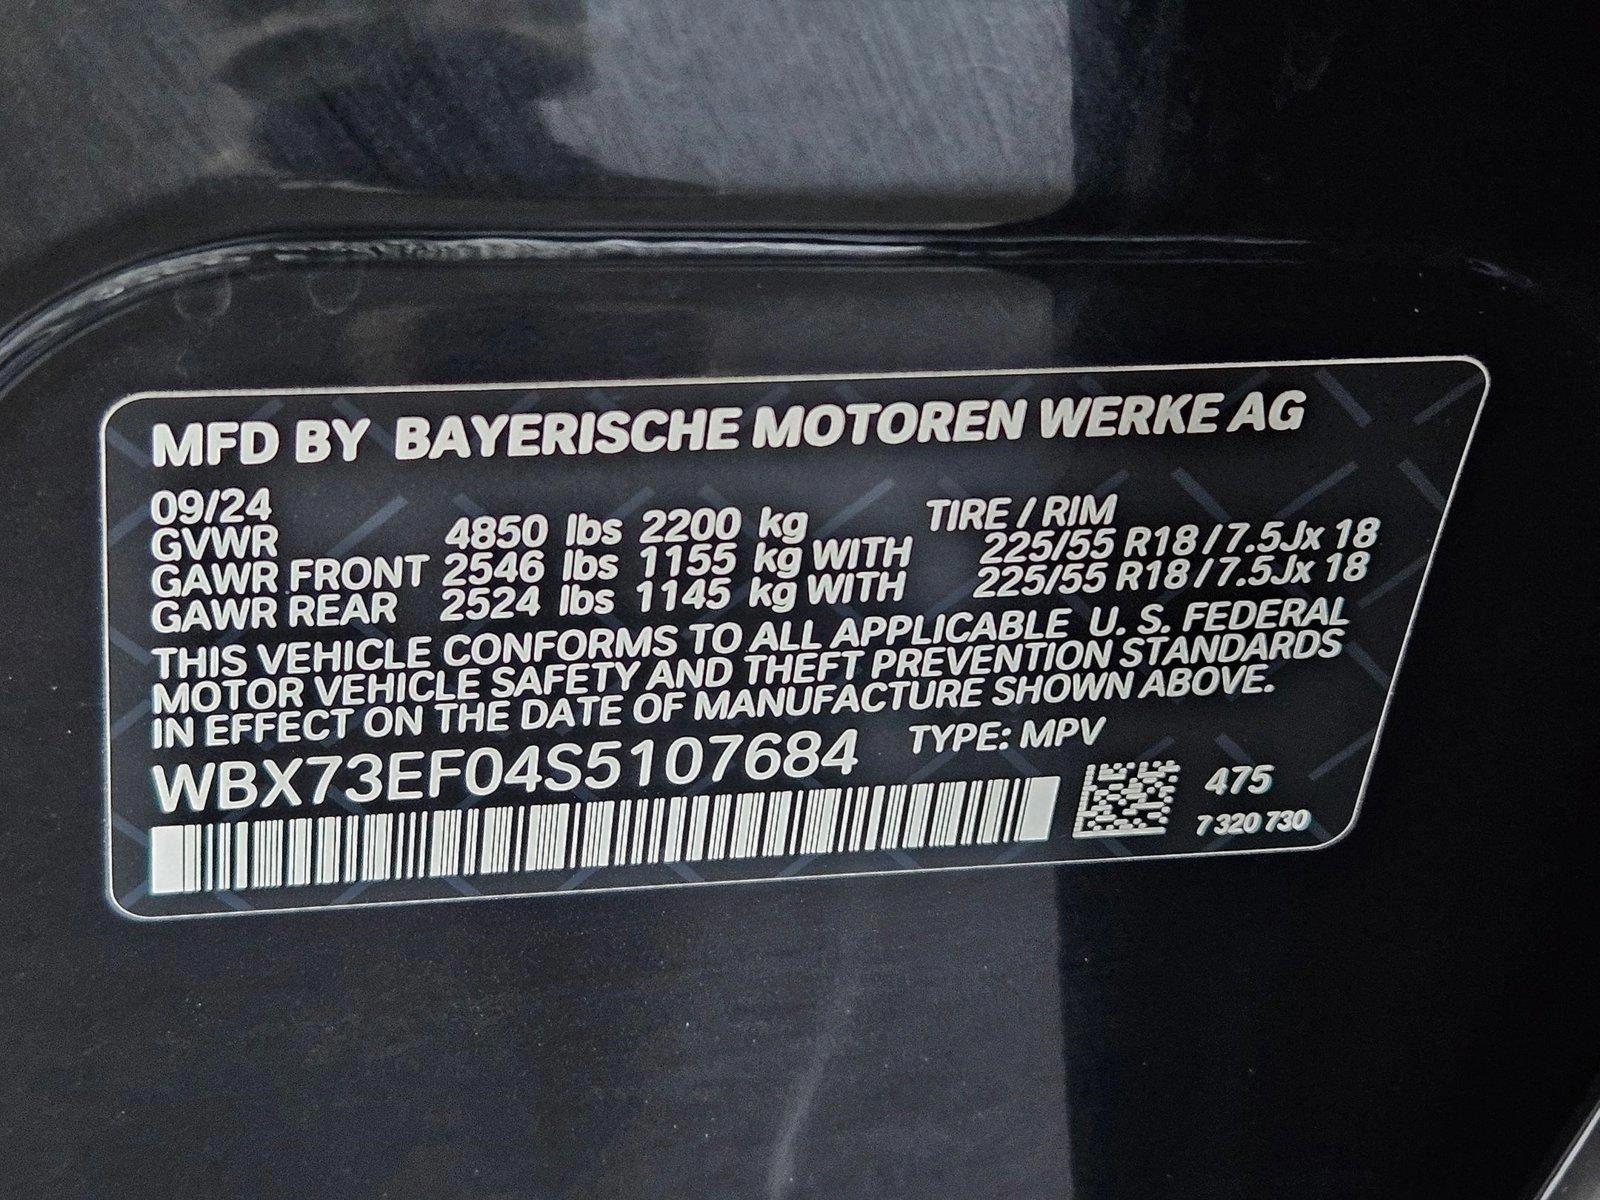 MFD BY BAYERISCHE MOTOREN WERKE AG
09/24 TIRE / RIM
GVWR 4850 lbs 2200 kg
GAWR FRONT 2546 lbs 1155 kg WITH 225/55 R18 / 7.5Jx 18
GAWR REAR 2524 lbs 1145 kg WITH 225/55 R18 / 7.5Jx 18
THIS VEHICLE CONFORMS TO ALL APPLICABLE U. S. FEDERAL
MOTOR VEHICLE SAFETY AND THEFT PREVENTION STANDARDS
IN EFFECT ON THE DATE OF MANUFACTURE SHOWN ABOVE.
WBX73EF04S5107684 TYPE: MPV
475
7 320 730